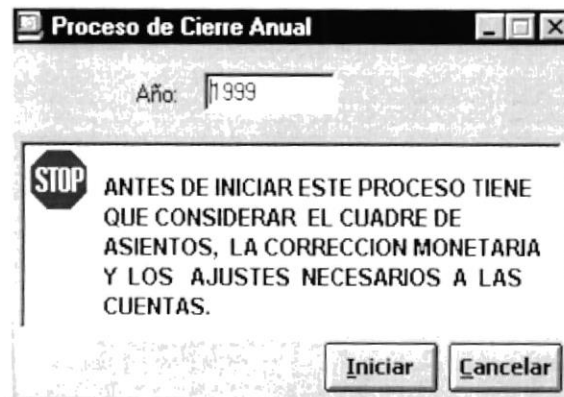 Proceso de Cierre Anual
Año: 1999
STOP
ANTES DE INICIAR ESTE PROCESO TIENE
QUE CONSIDERAR EL CUADRE DE
ASIENTOS, LA CORRECCION MONETARIA
Y LOS AJUSTES NECESARIOS A LAS
CUENTAS.
Iniciar Cancelar